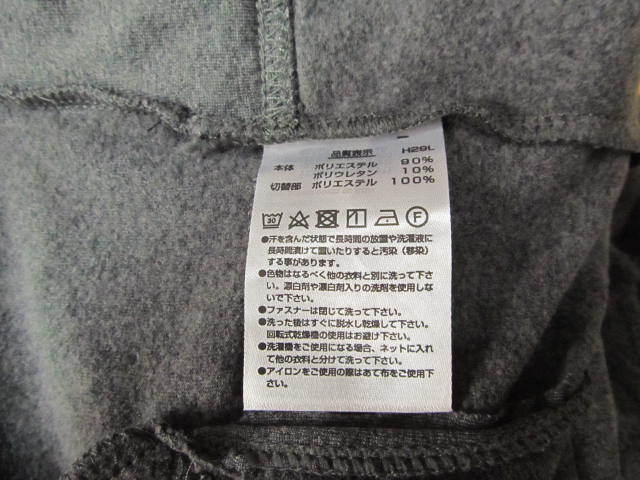 品質表示 H29L
本体 ポリエステル 90%
ポリウレタン 10%
切替部 ポリエステル 100%
30 F
●汗を含んだ状態で長時間の放置や洗濯液に
長時間漬けて置いたりすると汚染（移染）
する事があります。
●色物はなるべく他の衣料と別に洗って下さ
い。漂白剤や漂白剤入りの洗剤を使用しな
いで下さい。
●ファスナーは閉じて洗って下さい。
●洗った後はすぐに脱水し乾燥して下さい。
回転式乾燥機の使用はお避け下さい。
●洗濯機をご使用になる場合、ネットに入れ
て他の衣料と分けて洗って下さい。
●アイロンをご使用の際はあて布をご使用下
さい。